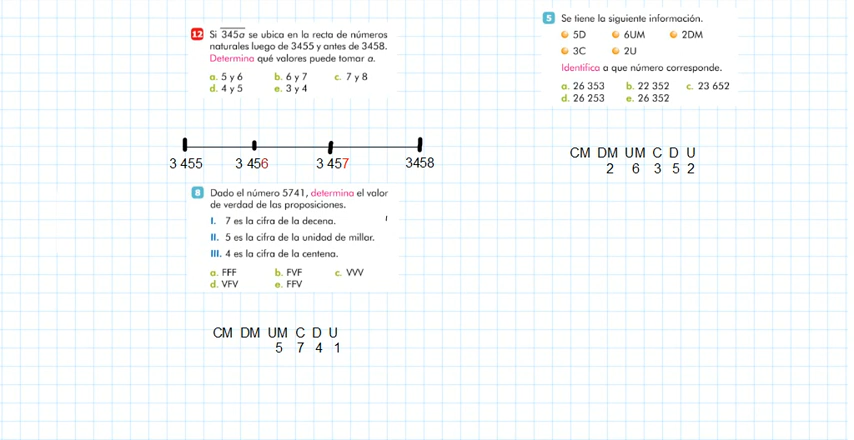 12 Si 345a se ubica en la recta de números
naturales luego de 3455 y antes de 3458.
Determina qué valores puede tomar a.
a. 5 y 6 b. 6 y 7 c. 7 y 8
d. 4 y 5 e. 3 y 4
3 455 3 456 3 457 3458
8 Dado el número 5741, determina el valor
de verdad de las proposiciones.
I. 7 es la cifra de la decena.
II. 5 es la cifra de la unidad de millar.
III. 4 es la cifra de la centena.
a. FFF b. FVF c. VVV
d. VFV e. FFV
CM DM UM C D U
5 7 4 1
5 Se tiene la siguiente información.
5D 6UM 2DM
3C 2U
Identifica a que número corresponde.
a. 26 353 b. 22 352 c. 23 652
d. 26 253 e. 26 352
CM DM UM C D U
2 6 3 5 2